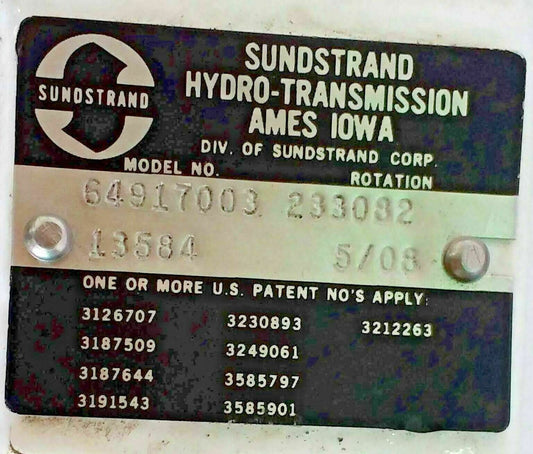 SUNDSTRAND
SUNDSTRAND
HYDRO-TRANSMISSION
AMES IOWA
DIV. OF SUNDSTRAND CORP.
MODEL NO. ROTATION
64917003 233082
13584 5/08
ONE OR MORE U.S. PATENT NO'S APPLY:
3126707 3230893 3212263
3187509 3249061
3187644 3585797
3191543 3585901